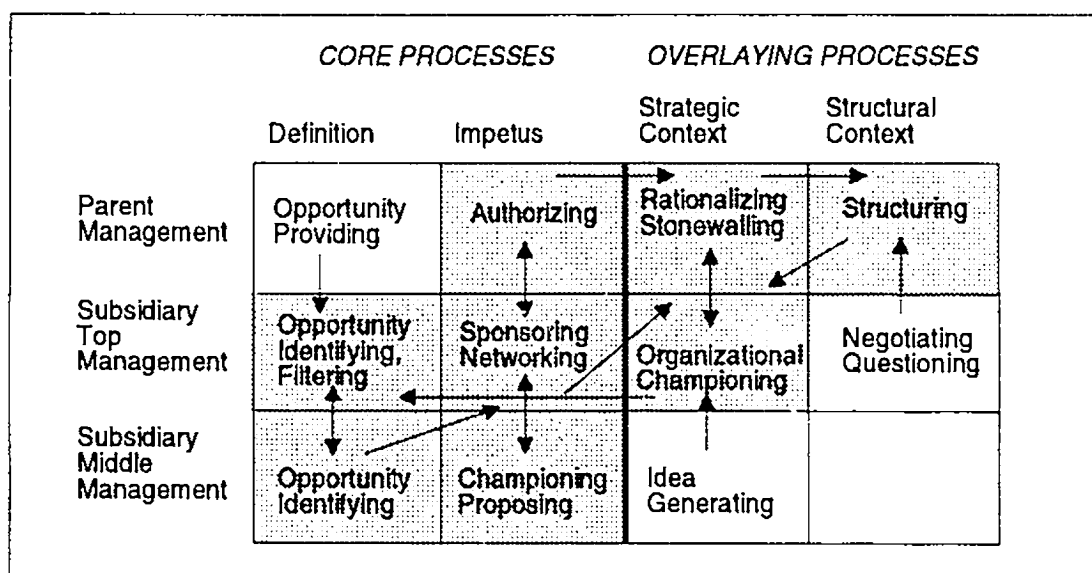 CORE PROCESSES OVERLAYING PROCESSES
Definition
Impetus
Strategic
Context
Structural
Context
Parent
Management
Opportunity
Providing
Authorizing
Rationalizing
Stonewalling
Structuring
Subsidiary
Top
Management
Opportunity
Identifying,
Filtering
Sponsoring
Networking
Organizational
Championing
Negotiating
Questioning
Subsidiary
Middle
Management
Opportunity
Identifying
Championing
Proposing
Idea
Generating